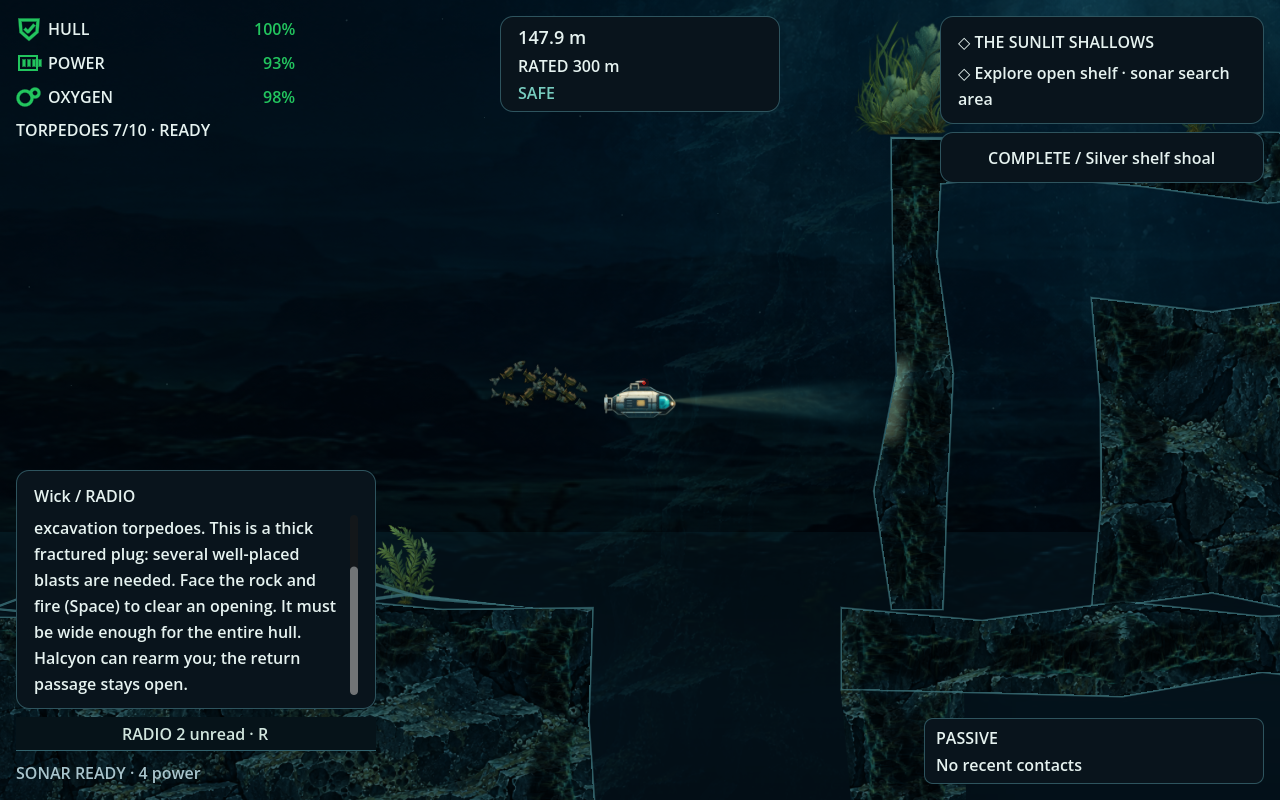 HULL 100%
POWER 93%
OXYGEN 98%
TORPEDOES 7/10 · READY
147.9 m
RATED 300 m
SAFE
◇ THE SUNLIT SHALLOWS
◇ Explore open shelf · sonar search
area
COMPLETE / Silver shelf shoal
Wick / RADIO
excavation torpedoes. This is a thick
fractured plug: several well-placed
blasts are needed. Face the rock and
fire (Space) to clear an opening. It must
be wide enough for the entire hull.
Halcyon can rearm you; the return
passage stays open.
RADIO 2 unread · R
SONAR READY · 4 power
PASSIVE
No recent contacts